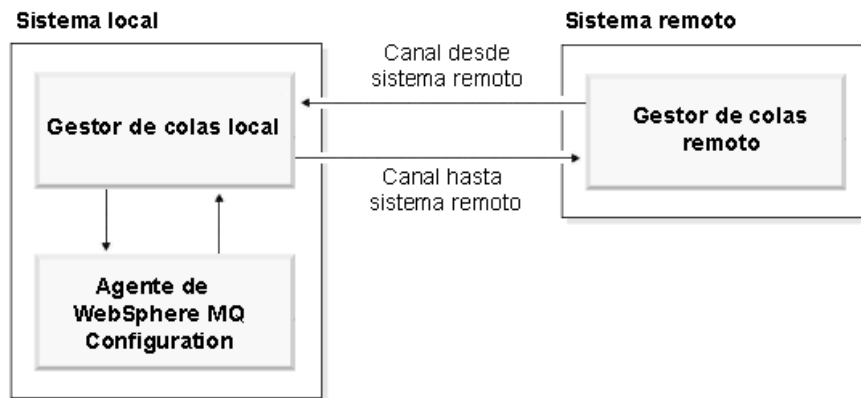 Sistema local
Sistema remoto
Canal desde
sistema remoto
Gestor de colas local
Gestor de colas
remoto
Canal hasta
sistema remoto
Agente de
WebSphere MQ
Configuration